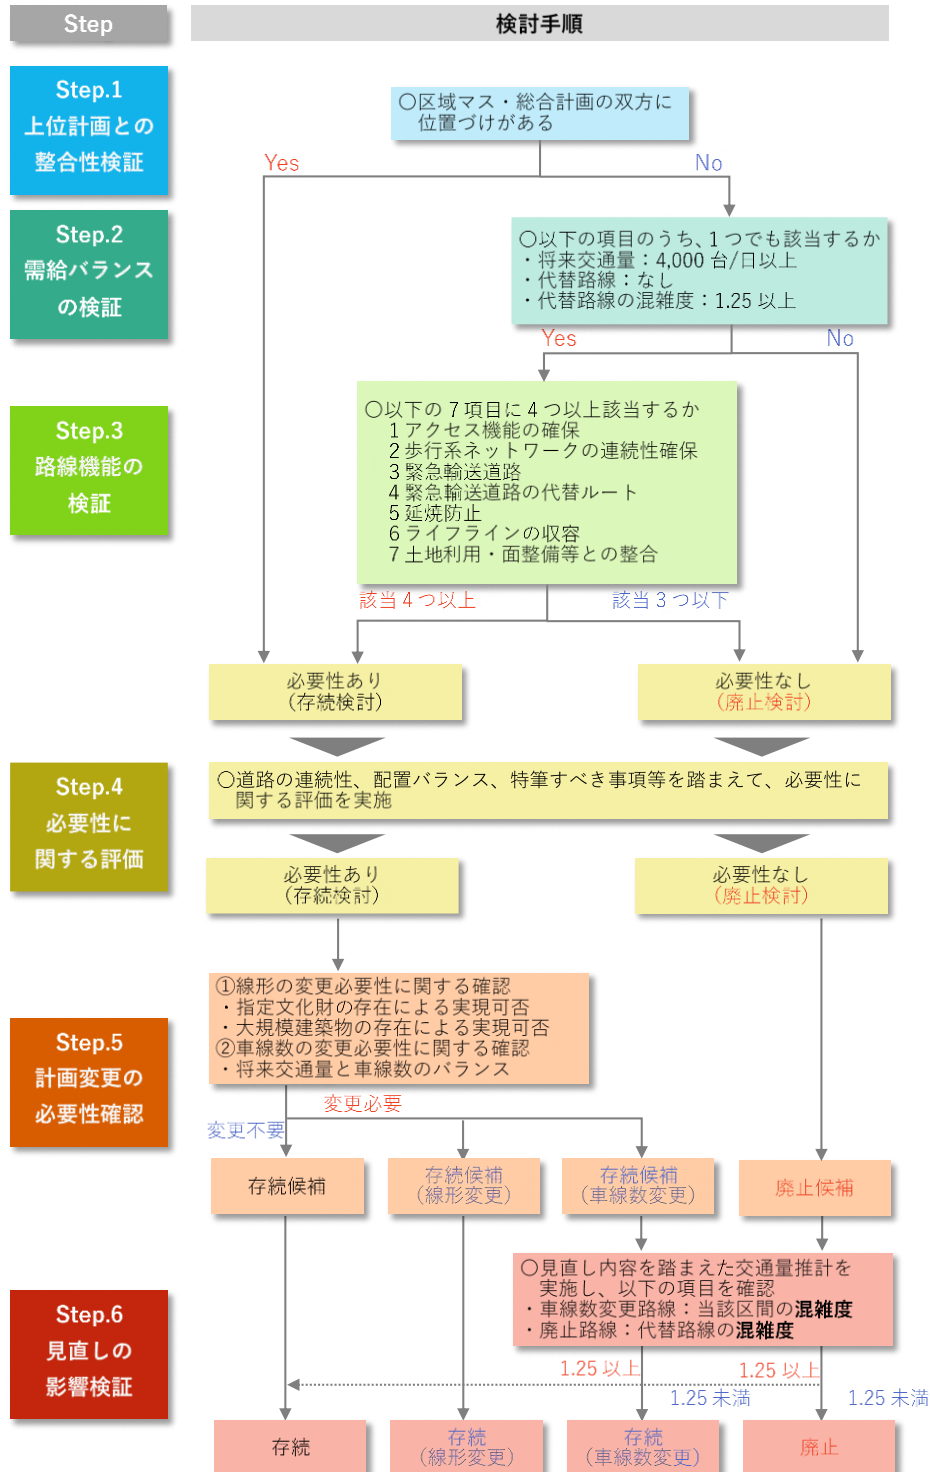 Step
検討手順
Step.1
上位計画との
整合性検証
○区域マス・総合計画の双方に
位置づけがある
Yes
No
Step.2
需給バランス
の検証
○以下の項目のうち、1つでも該当するか
・将来交通量：4,000 台/日以上
・代替路線：なし
・代替路線の混雑度：1.25 以上
Yes
No
Step.3
路線機能の
検証
○以下の 7 項目に 4 つ以上該当するか
1 アクセス機能の確保
2 歩行系ネットワークの連続性確保
3 緊急輸送道路
4 緊急輸送道路の代替ルート
5 延焼防止
6 ライフラインの収容
7 土地利用・面整備等との整合
該当 4 つ以上
該当 3 つ以下
必要性あり
（存続検討）
必要性なし
（廃止検討）
Step.4
必要性に
関する評価
○道路の連続性、配置バランス、特筆すべき事項等を踏まえて、必要性に
関する評価を実施
必要性あり
（存続検討）
必要性なし
（廃止検討）
Step.5
計画変更の
必要性確認
①線形の変更必要性に関する確認
・指定文化財の存在による実現可否
・大規模建築物の存在による実現可否
②車線数の変更必要性に関する確認
・将来交通量と車線数のバランス
変更必要
変更不要
存続候補
存続候補
（線形変更）
存続候補
（車線数変更）
廃止候補
Step.6
見直しの
影響検証
○見直し内容を踏まえた交通量推計を
実施し、以下の項目を確認
・車線数変更路線：当該区間の混雑度
・廃止路線：代替路線の混雑度
1.25 以上
1.25 以上
1.25 未満
1.25 未満
存続
存続
（線形変更）
存続
（車線数変更）
廃止